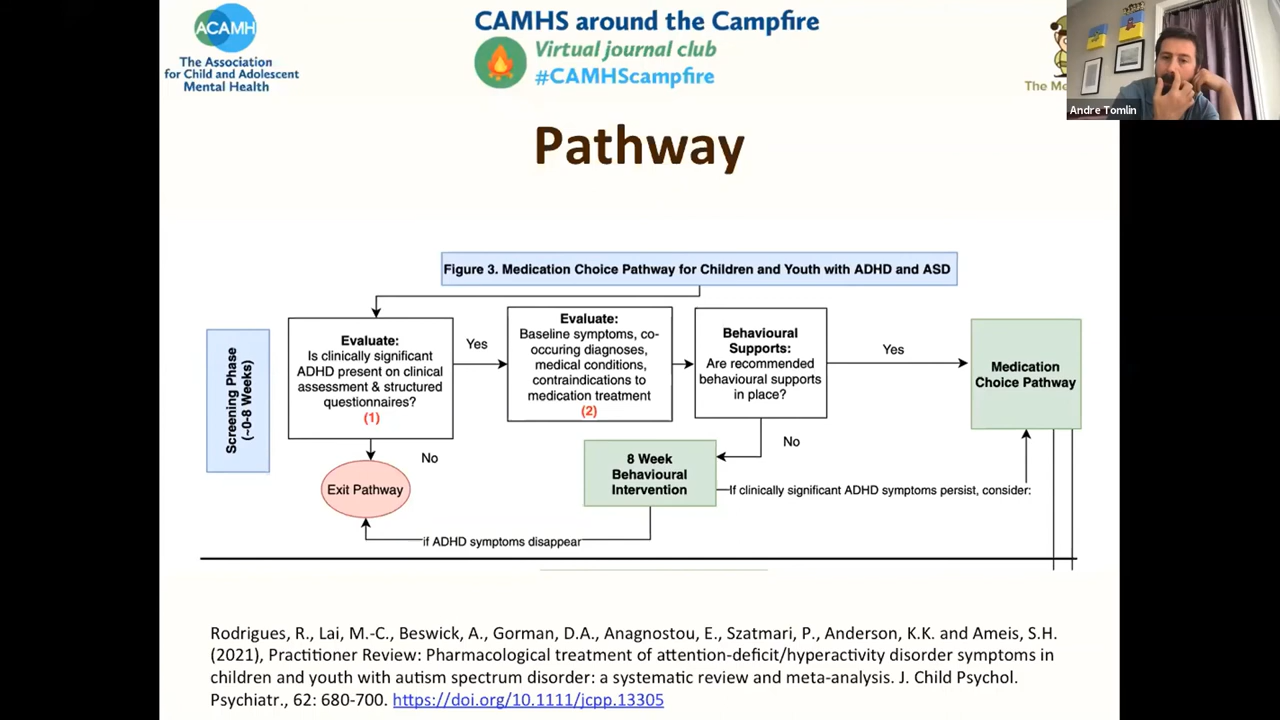 ACAMH
The Association
for Child and Adolescent
Mental Health
CAMHS around the Campfire
Virtual journal club
#CAMHScampfire
The
Andre Tomlin
Pathway
Figure 3. Medication Choice Pathway for Children and Youth with ADHD and ASD
Screening Phase
(~0-8 Weeks)
Evaluate:
Is clinically significant
ADHD present on clinical
assessment & structured
questionnaires?
(1)
Yes
Evaluate:
Baseline symptoms, co-
occuring diagnoses,
medical conditions,
contraindications to
medication treatment
(2)
Behavioural
Supports:
Are recommended
behavioural supports
in place?
Yes
Medication
Choice Pathway
No
No
Exit Pathway
8 Week
Behavioural
Intervention
If clinically significant ADHD symptoms persist, consider:
if ADHD symptoms disappear
Rodrigues, R., Lai, M.-C., Beswick, A., Gorman, D.A., Anagnostou, E., Szatmari, P., Anderson, K.K. and Ameis, S.H.
(2021), Practitioner Review: Pharmacological treatment of attention-deficit/hyperactivity disorder symptoms in
children and youth with autism spectrum disorder: a systematic review and meta-analysis. J. Child Psychol.
Psychiatr., 62: 680-700. https://doi.org/10.1111/jcpp.13305